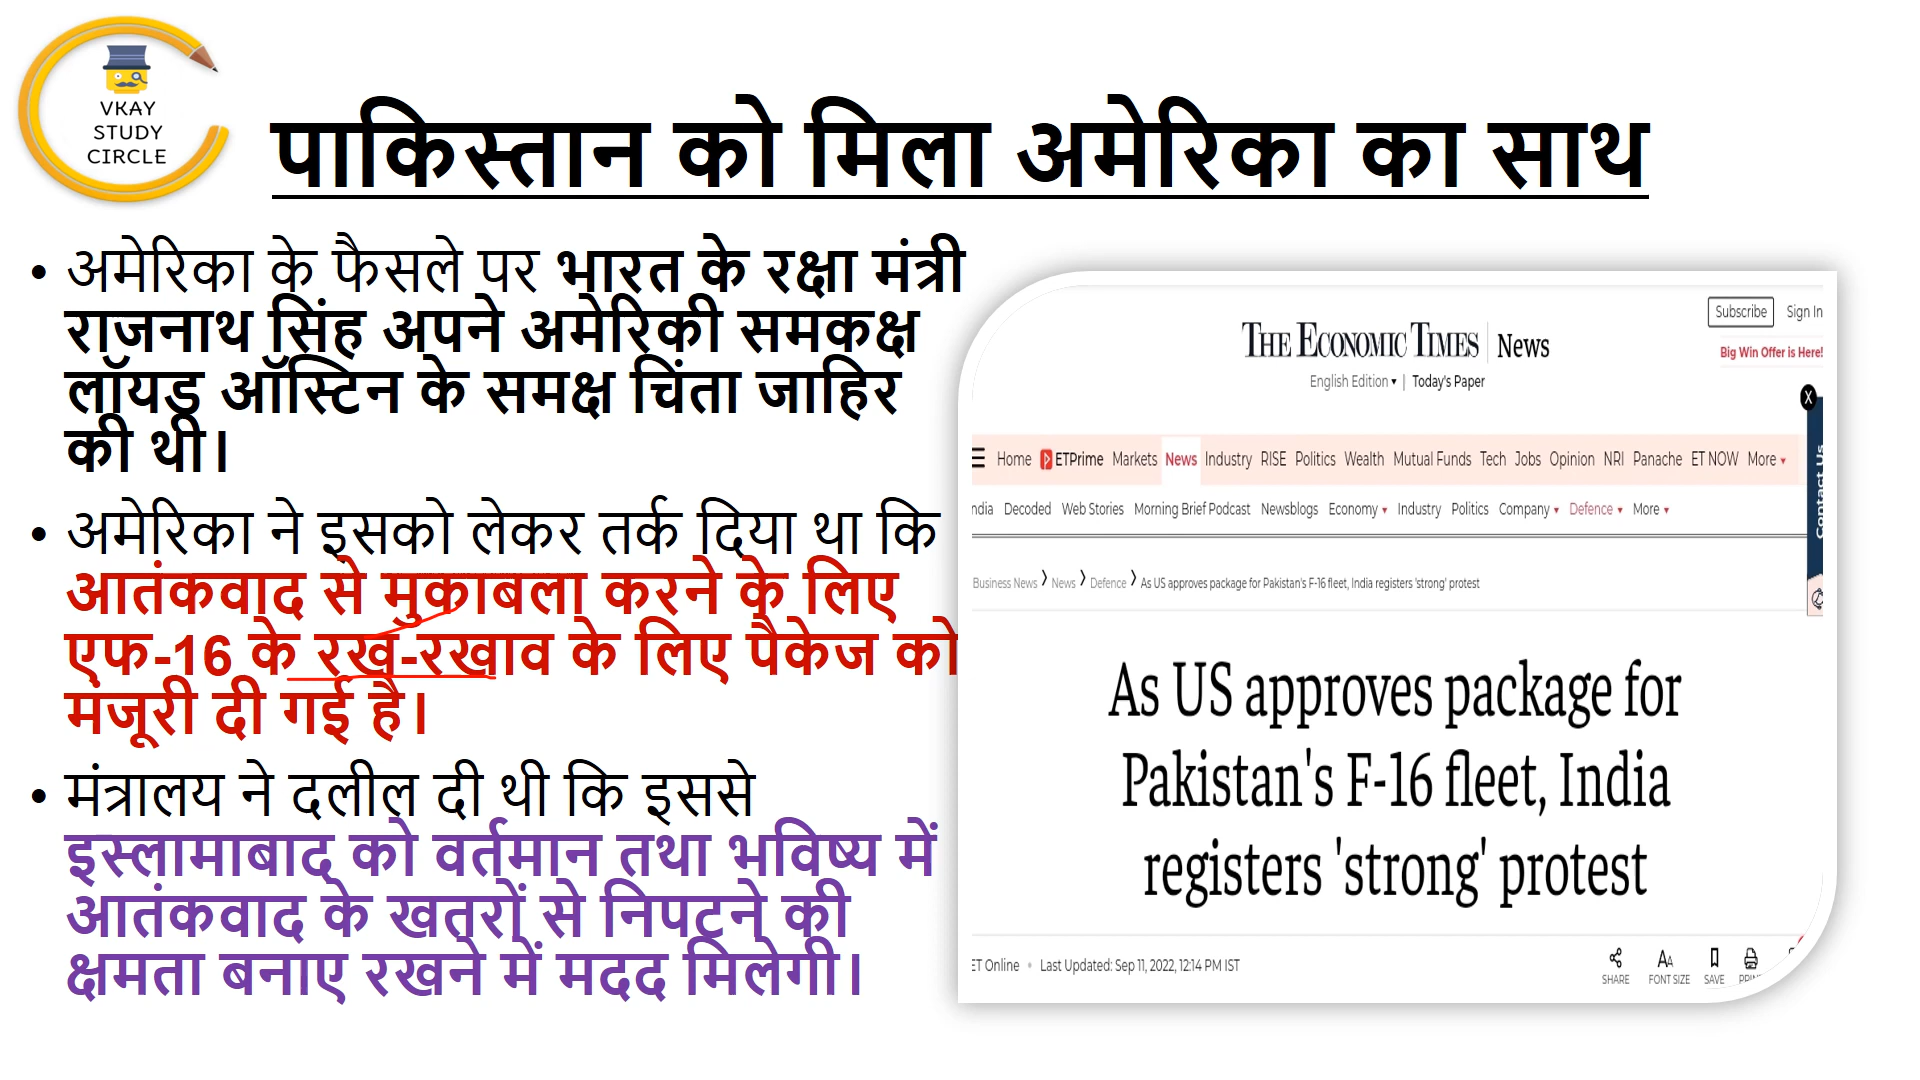 VKAY
STUDY
CIRCLE
पाकिस्तान को मिला अमेरिका का साथ
• अमेरिका के फैसले पर भारत के रक्षा मंत्री
राजनाथ सिंह अपने अमेरिकी समकक्ष
लॉयड ऑस्टिन के समक्ष चिंता जाहिर
की थी।
• अमेरिका ने इसको लेकर तर्क दिया था कि
आतंकवाद से मुकाबला करने के लिए
एफ-16 के रख-रखाव के लिए पैकेज को
मंजूरी दी गई है।
• मंत्रालय ने दलील दी थी कि इससे
इस्लामाबाद को वर्तमान तथा भविष्य में
आतंकवाद के खतरों से निपटने की
क्षमता बनाए रखने में मदद मिलेगी।
Subscribe Sign In
THE ECONOMIC TIMES | News
Big Win Offer is Here!
English Edition ▾ | Today's Paper
X
Home ETPrime Markets News Industry RISE Politics Wealth Mutual Funds Tech Jobs Opinion NRI Panache ET NOW More ▾
Contact Us
ndia Decoded Web Stories Morning Brief Podcast Newsblogs Economy ▾ Industry Politics Company ▾ Defence ▾ More ▾
Business News › News › Defence › As US approves package for Pakistan's F-16 fleet, India registers 'strong' protest
As US approves package for
Pakistan's F-16 fleet, India
registers 'strong' protest
ET Online • Last Updated: Sep 11, 2022, 12:14 PM IST
SHARE FONT SIZE SAVE